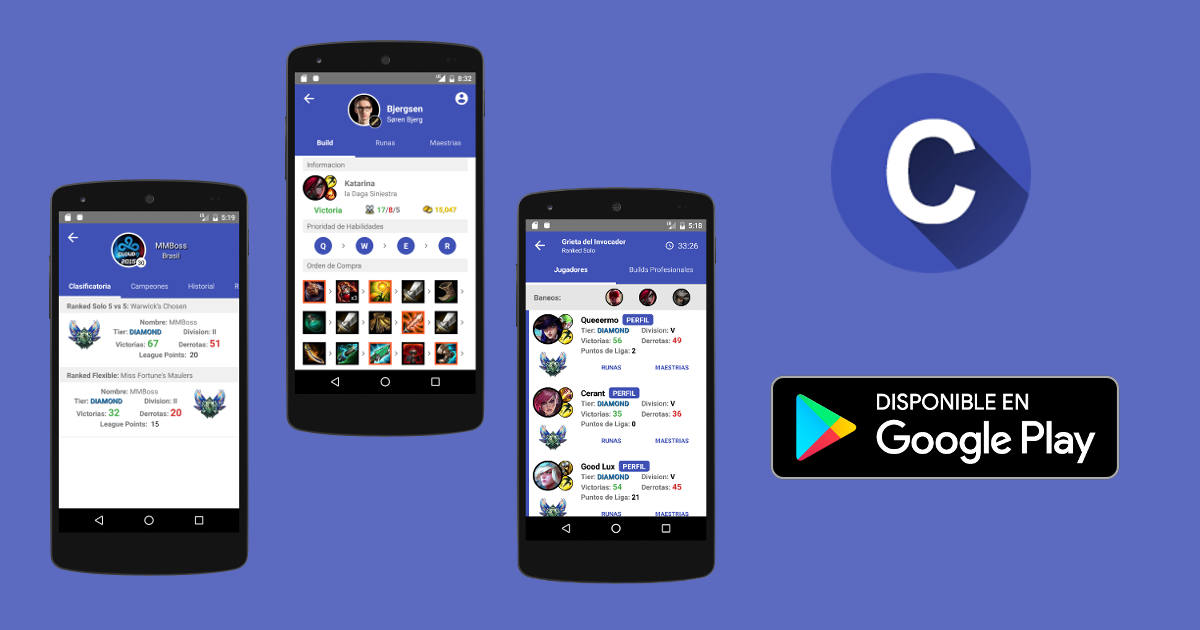 5:19
MMBoss
Brasil
CLOUD
2015
30
Clasificatoria Campeones Historial R
Ranked Solo 5 vs 5: Warwick's Chosen
Nombre: MMBoss
Tier: DIAMOND Division: II
Victorias: 67 Derrotas: 51
League Points: 20
Ranked Flexible: Miss Fortune's Maulers
Nombre: MMBoss
Tier: DIAMOND Division: II
Victorias: 32 Derrotas: 20
League Points: 15
8:32
Bjergsen
Søren Bjerg
Build Runas Maestrias
Informacion
Katarina
la Daga Siniestra
Victoria 17/8/5 15,047
Prioridad de Habilidades
Q > W > E > R
Orden de Compra
x3
5:18
Grieta del Invocador 33:26
Ranked Solo
Jugadores Builds Profesionales
Baneos:
Queeermo PERFIL
Tier: DIAMOND Division: V
Victorias: 56 Derrotas: 49
Puntos de Liga: 2
RUNAS MAESTRIAS
Cerant PERFIL
Tier: DIAMOND Division: V
Victorias: 35 Derrotas: 36
Puntos de Liga: 0
RUNAS MAESTRIAS
Good Lux PERFIL
Tier: DIAMOND Division: V
Victorias: 54 Derrotas: 45
Puntos de Liga: 21
RUNAS MAESTRIAS
C
DISPONIBLE EN
Google Play